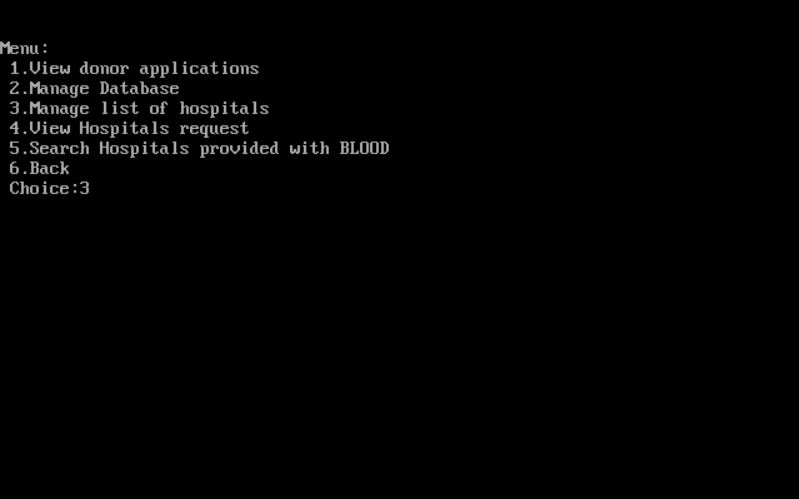 Menu:
1.View donor applications
2.Manage Database
3.Manage list of hospitals
4.View Hospitals request
5.Search Hospitals provided with BLOOD
6.Back
Choice:3